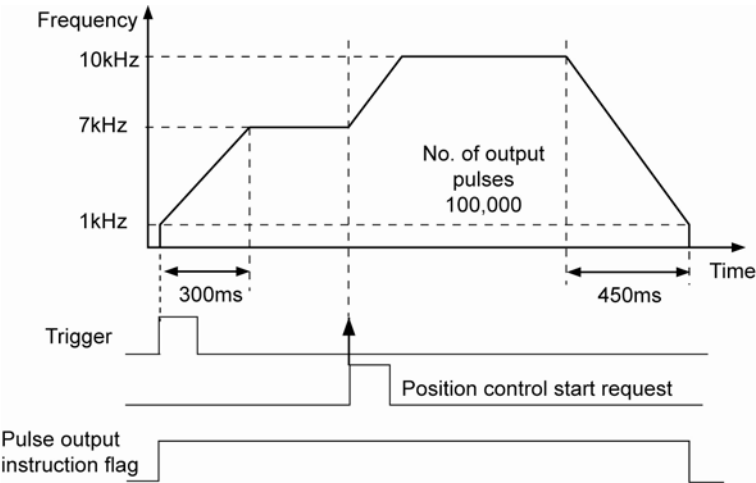 Frequency
10kHz
7kHz
No. of output
pulses
100,000
1kHz
Time
300ms
450ms
Trigger
Position control start request
Pulse output
instruction flag